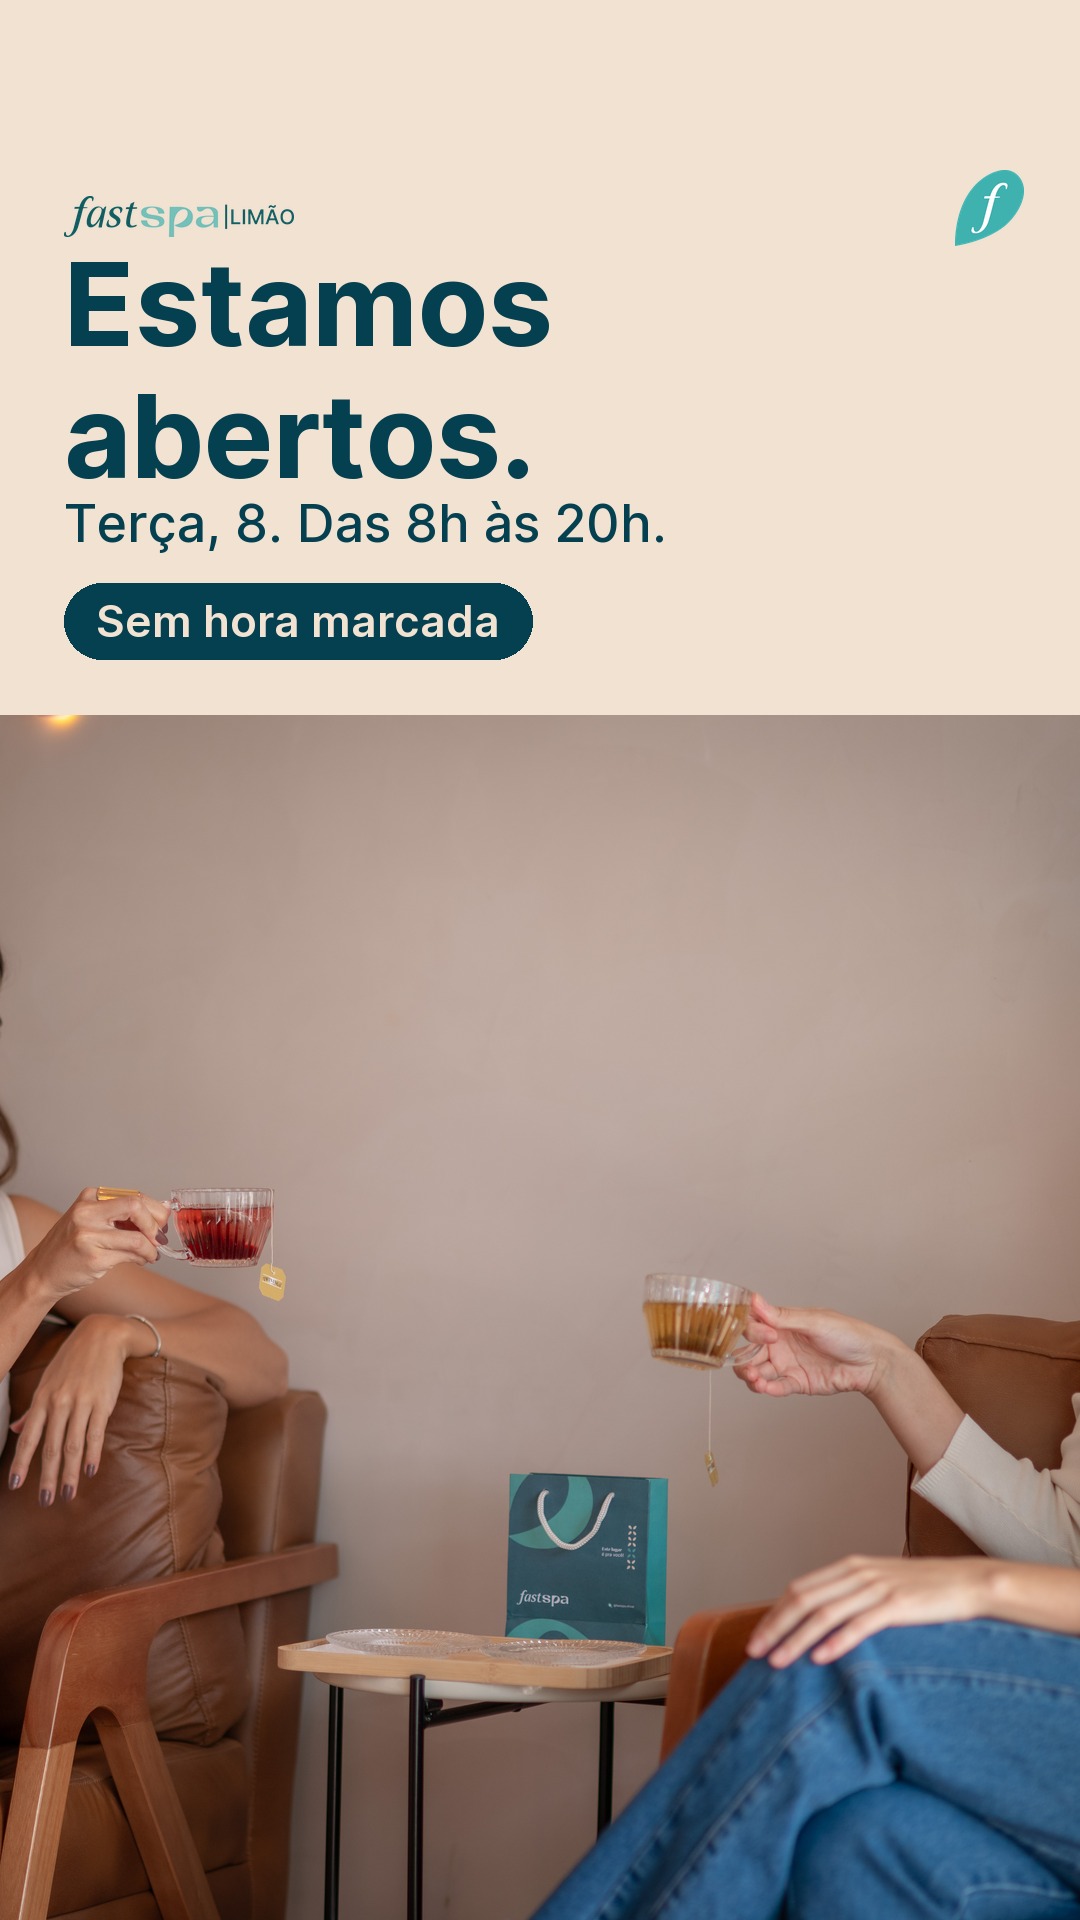 fastspa|LIMÃO
f
Estamos
abertos.
Terça, 8. Das 8h às 20h.
Sem hora marcada
fastspa